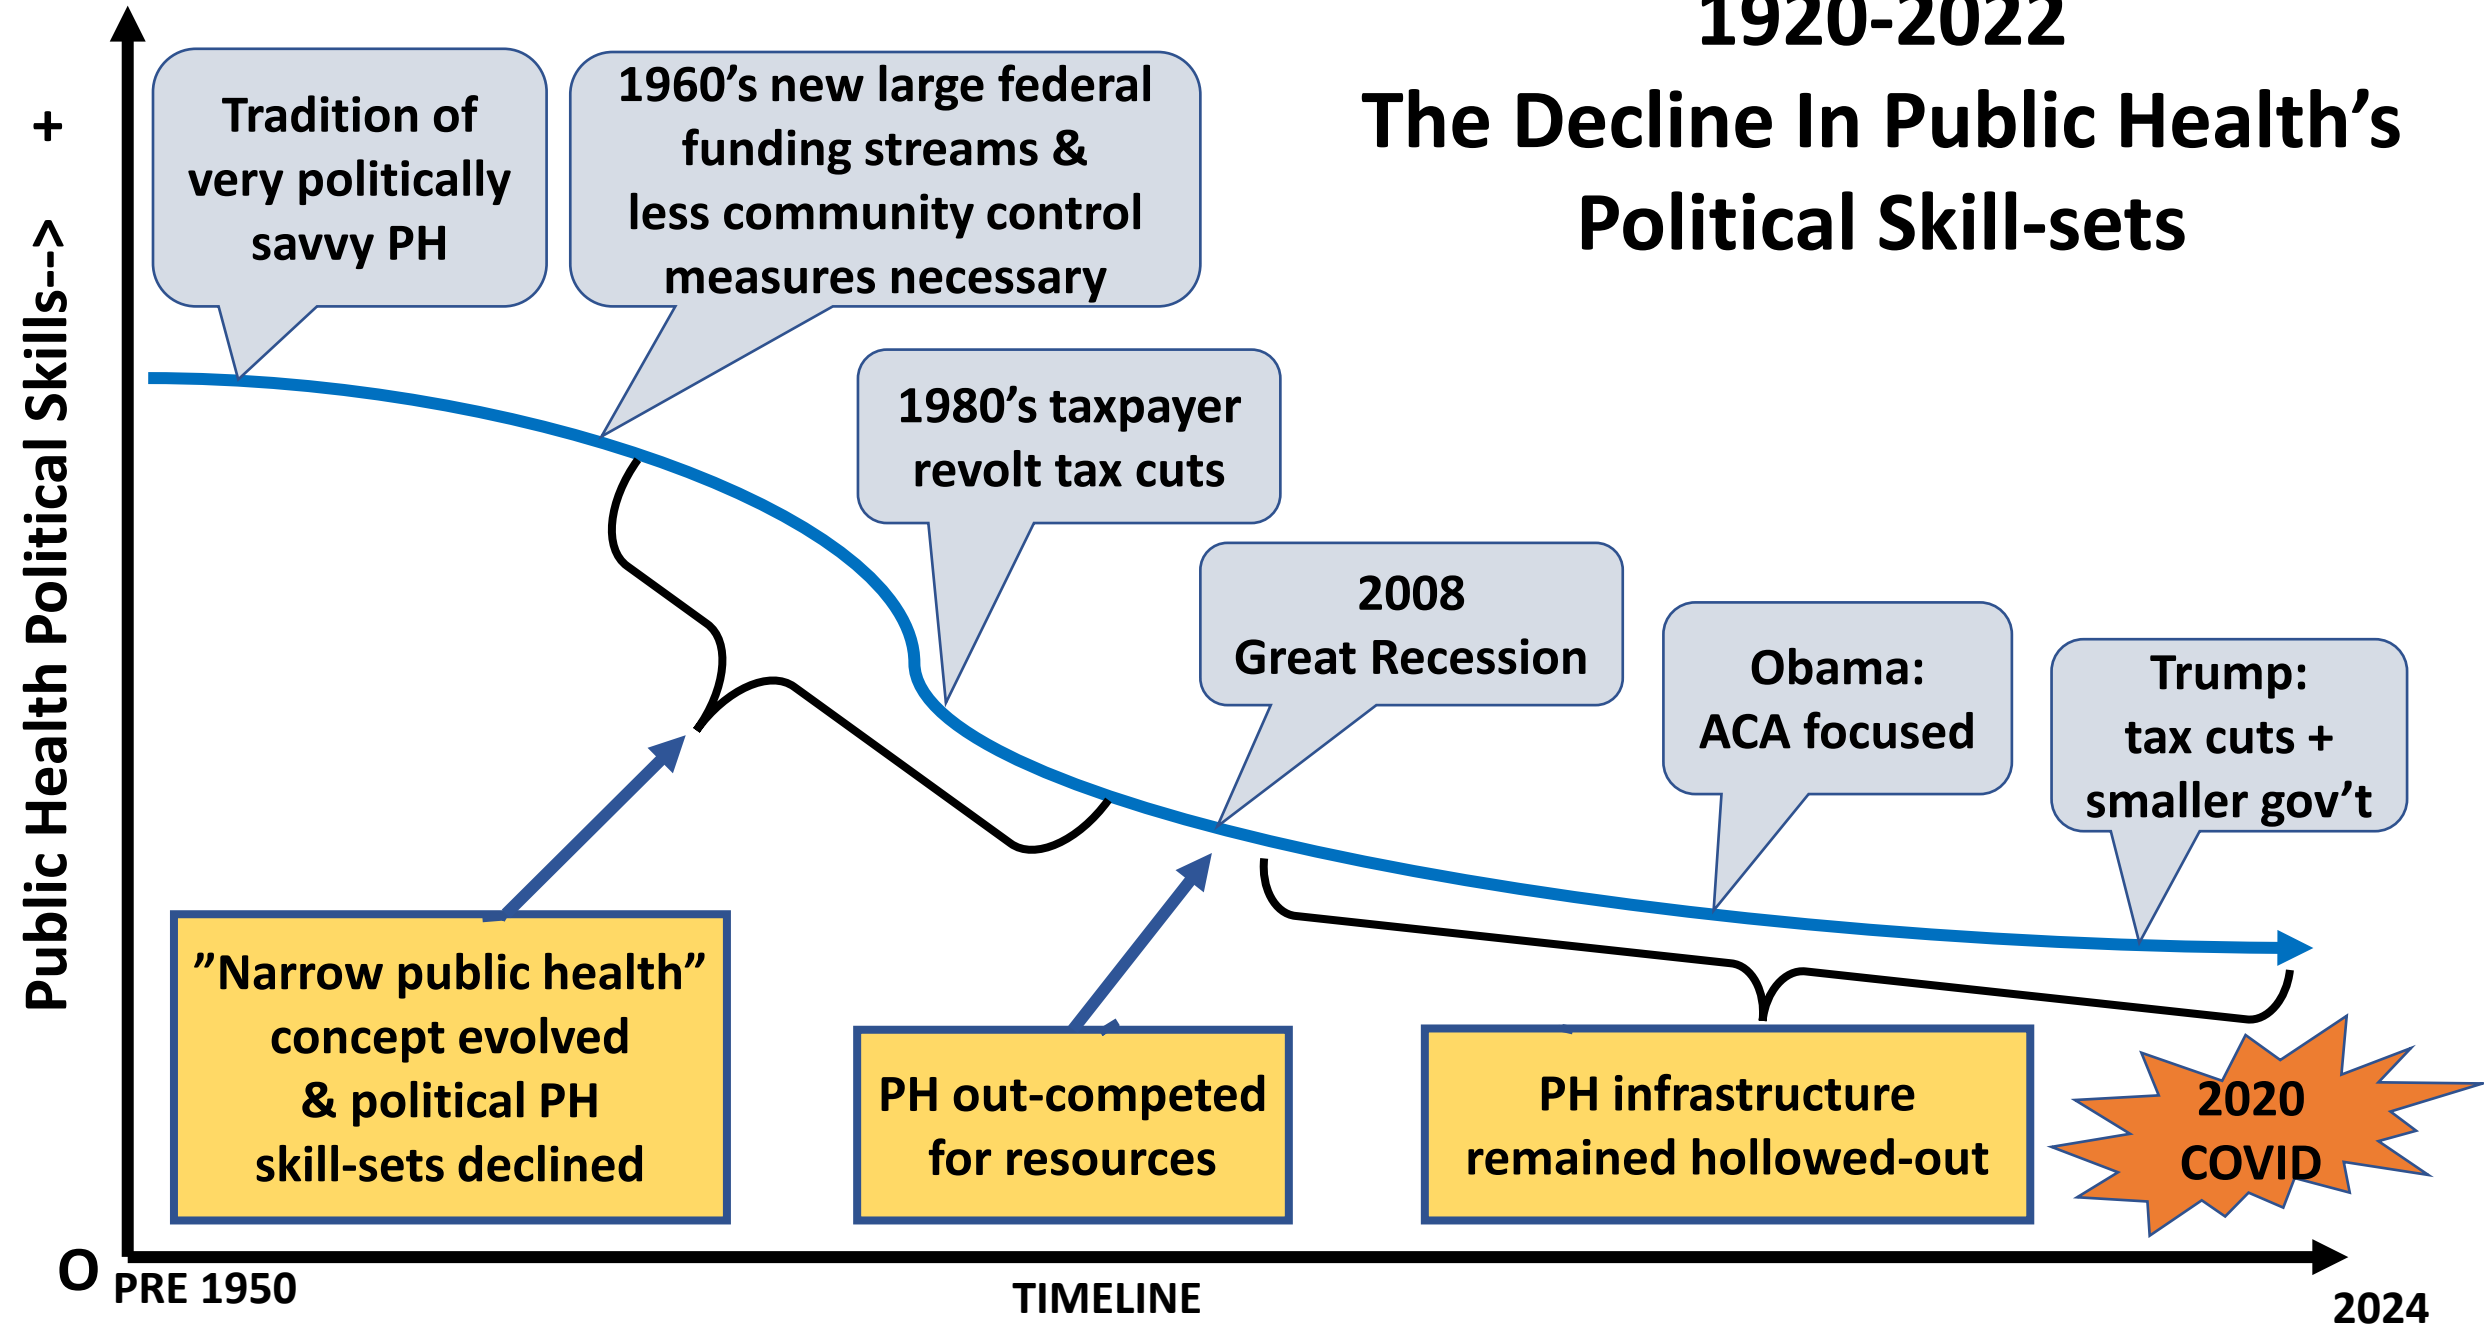 1920-2022
The Decline In Public Health's
Political Skill-sets
Public Health Political Skills--> +
Tradition of
very politically
savvy PH
1960's new large federal
funding streams &
less community control
measures necessary
1980's taxpayer
revolt tax cuts
2008
Great Recession
Obama:
ACA focused
Trump:
tax cuts +
smaller gov't
”Narrow public health”
concept evolved
& political PH
skill-sets declined
PH out-competed
for resources
PH infrastructure
remained hollowed-out
2020
COVID
O
PRE 1950
TIMELINE
2024